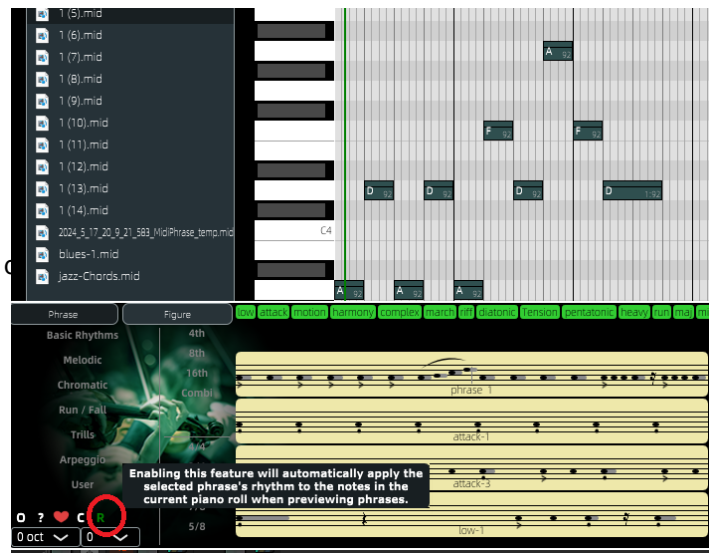 1 (5).mid
1 (6).mid
1 (7).mid
A 92
1 (8).mid
1 (9).mid
1 (10).mid
F 92 F 92
1 (11).mid
1 (12).mid
1 (13).mid
D 92 D 92 D 92 D 1:92
1 (14).mid
2024_5_17_20_9_21_583_MidiPhrase_temp.mid
C4
blues-1.mid
jazz-Chords.mid
A 92 A 92 A 92
Phrase Figure low attack motion harmony complex march riff diatonic Tension pentatonic heavy run maj mi
Basic Rhythms 4th
Melodic 8th
16th
Chromatic Combi
phrase 1
Run / Fall
Trills 4/4
attack-1
Arpeggio
User
Enabling this feature will automatically apply the
selected phrase's rhythm to the notes in the
current piano roll when previewing phrases.
attack-3
O ? C R
5/8
low-1
0 oct 0